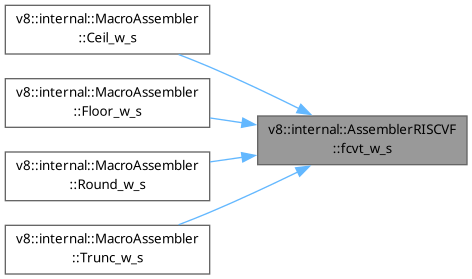 v8::internal::MacroAssembler
::Ceil_w_s
v8::internal::MacroAssembler
::Floor_w_s
v8::internal::AssemblerRISCVF
::fcvt_w_s
v8::internal::MacroAssembler
::Round_w_s
v8::internal::MacroAssembler
::Trunc_w_s